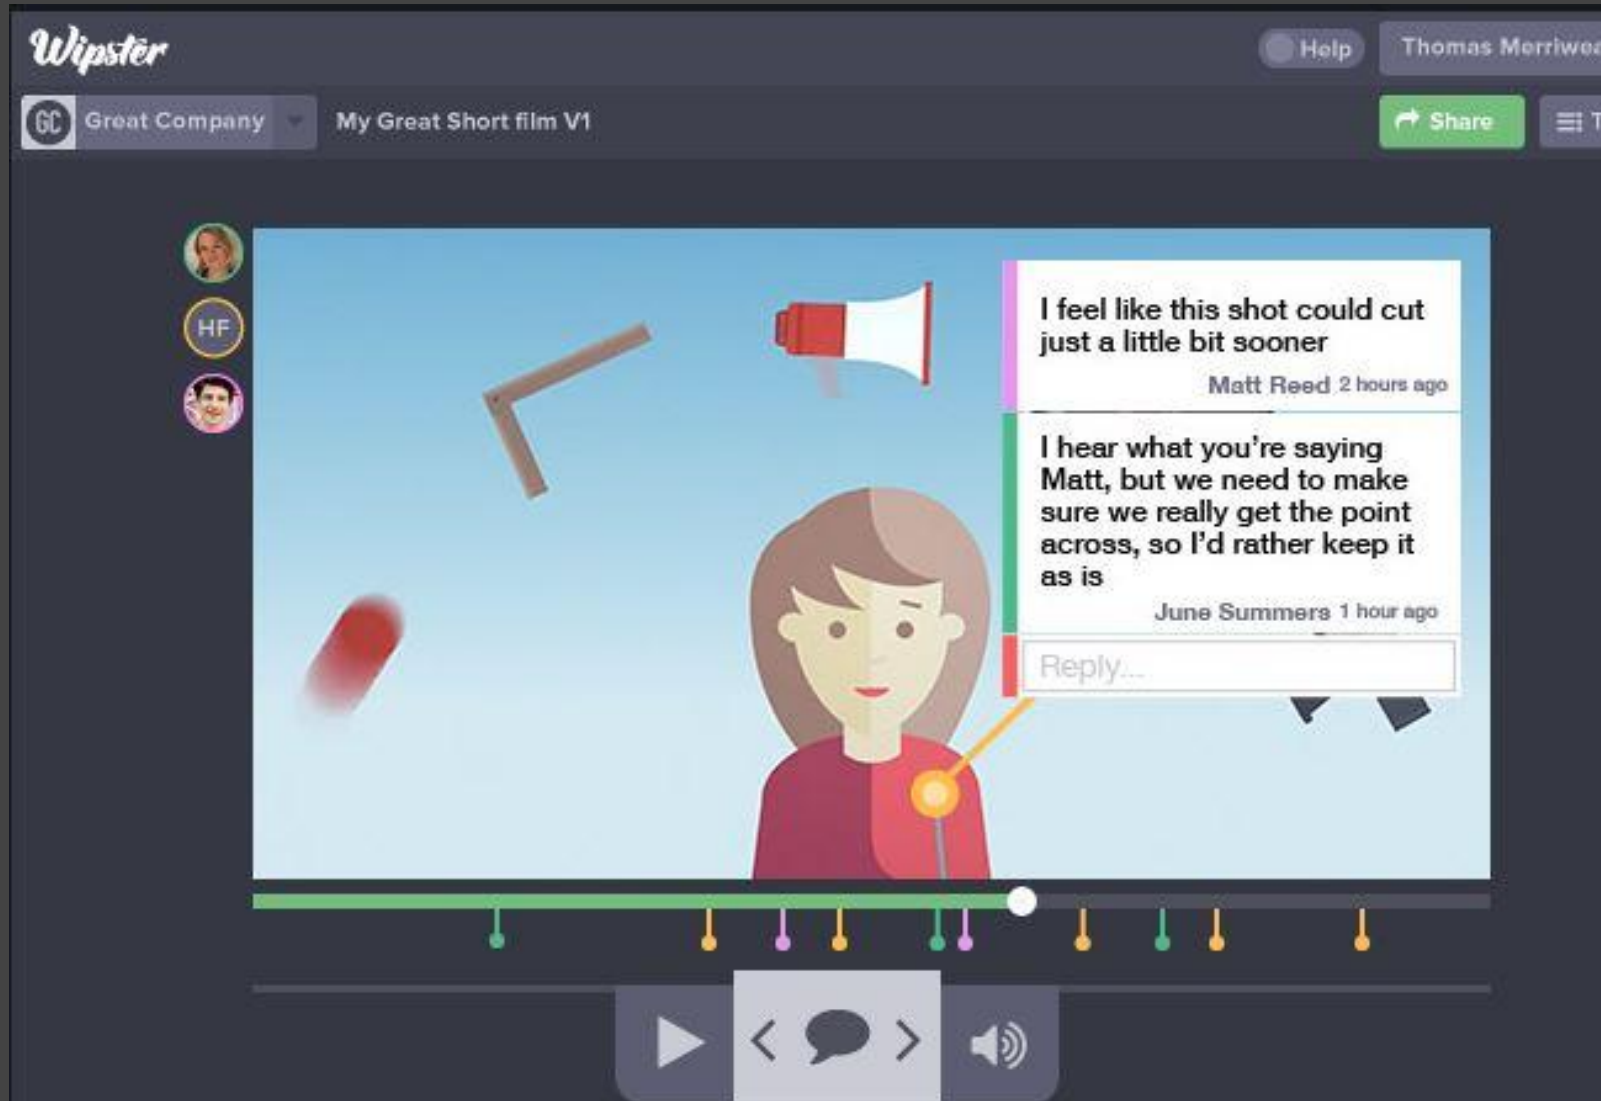 Wipster
Help
Thomas Merriwea
GC
Great Company
My Great Short film V1
Share
T
HF
I feel like this shot could cut
just a little bit sooner
Matt Reed 2 hours ago
I hear what you're saying
Matt, but we need to make
sure we really get the point
across, so I'd rather keep it
as is
June Summers 1 hour ago
Reply...